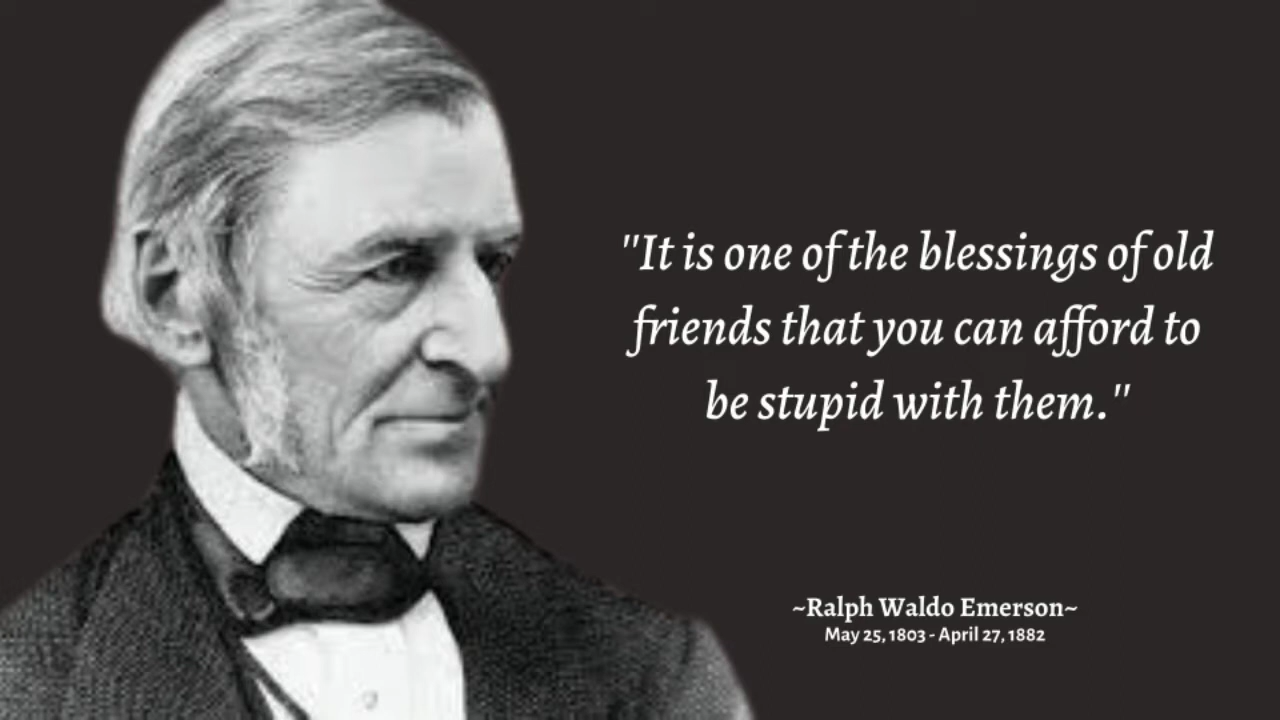 "It is one of the blessings of old
friends that you can afford to
be stupid with them."
~Ralph Waldo Emerson~
May 25, 1803 - April 27, 1882